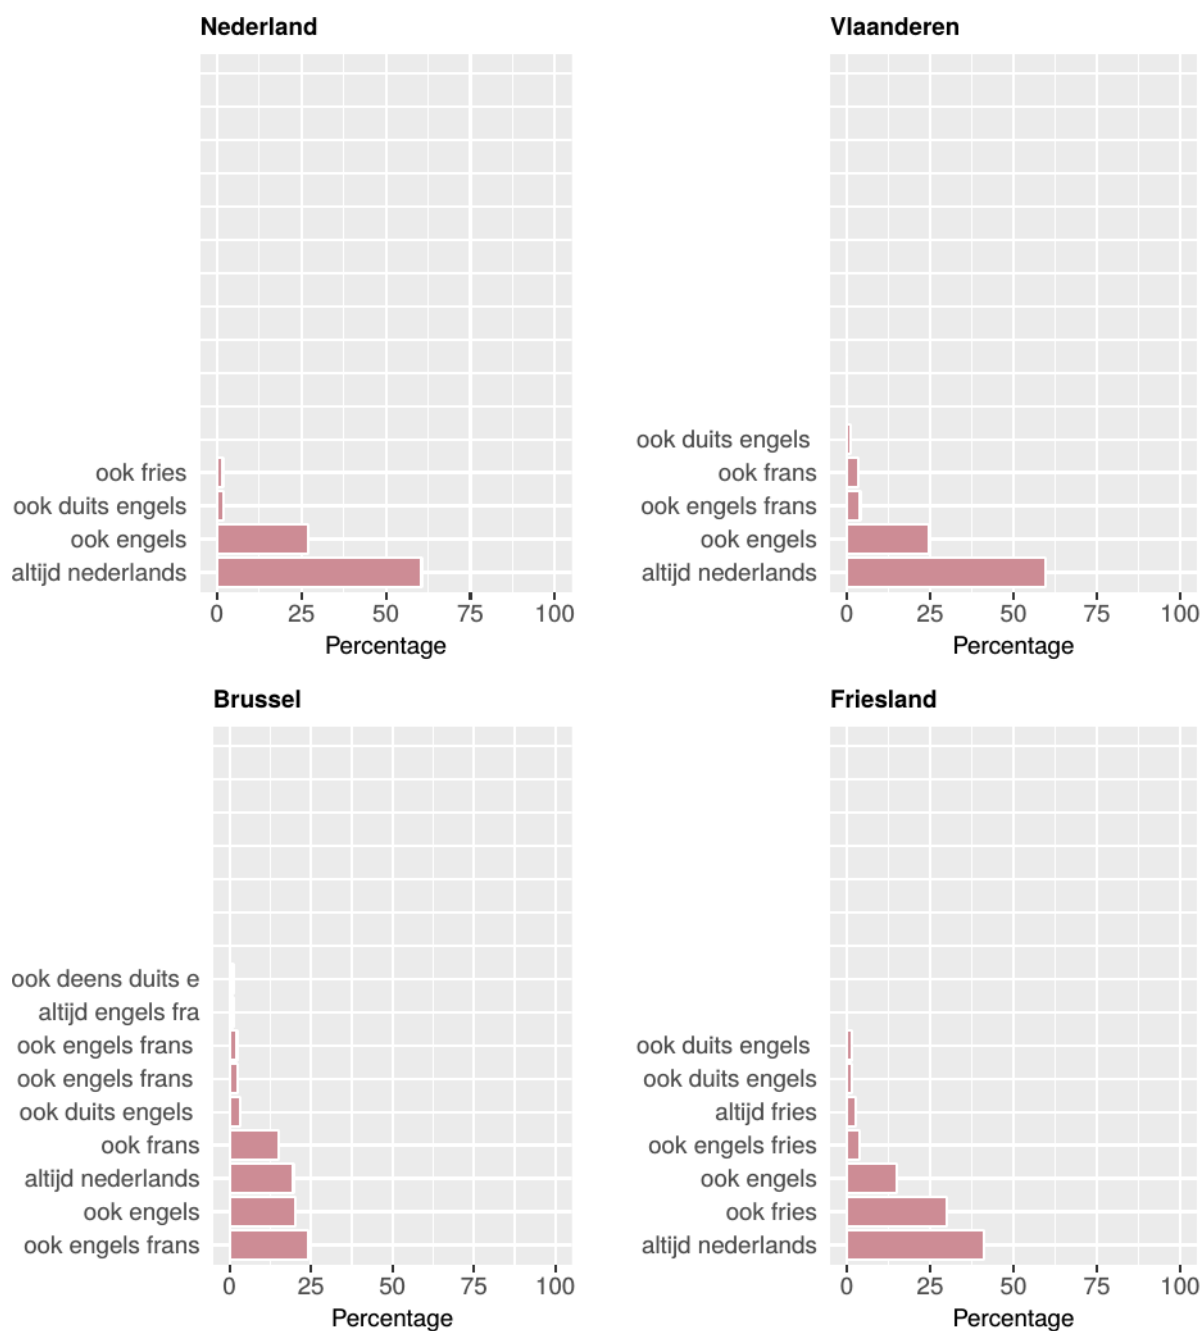 Nederland
ook fries
ook duits engels
ook engels
altijd nederlands
0 25 50 75 100
Percentage
Vlaanderen
ook duits engels
ook frans
ook engels frans
ook engels
altijd nederlands
0 25 50 75 100
Percentage
Brussel
ook deens duits e
altijd engels fra
ook engels frans
ook engels frans
ook duits engels
ook frans
altijd nederlands
ook engels
ook engels frans
0 25 50 75 100
Percentage
Friesland
ook duits engels
ook duits engels
altijd fries
ook engels fries
ook engels
ook fries
altijd nederlands
0 25 50 75 100
Percentage